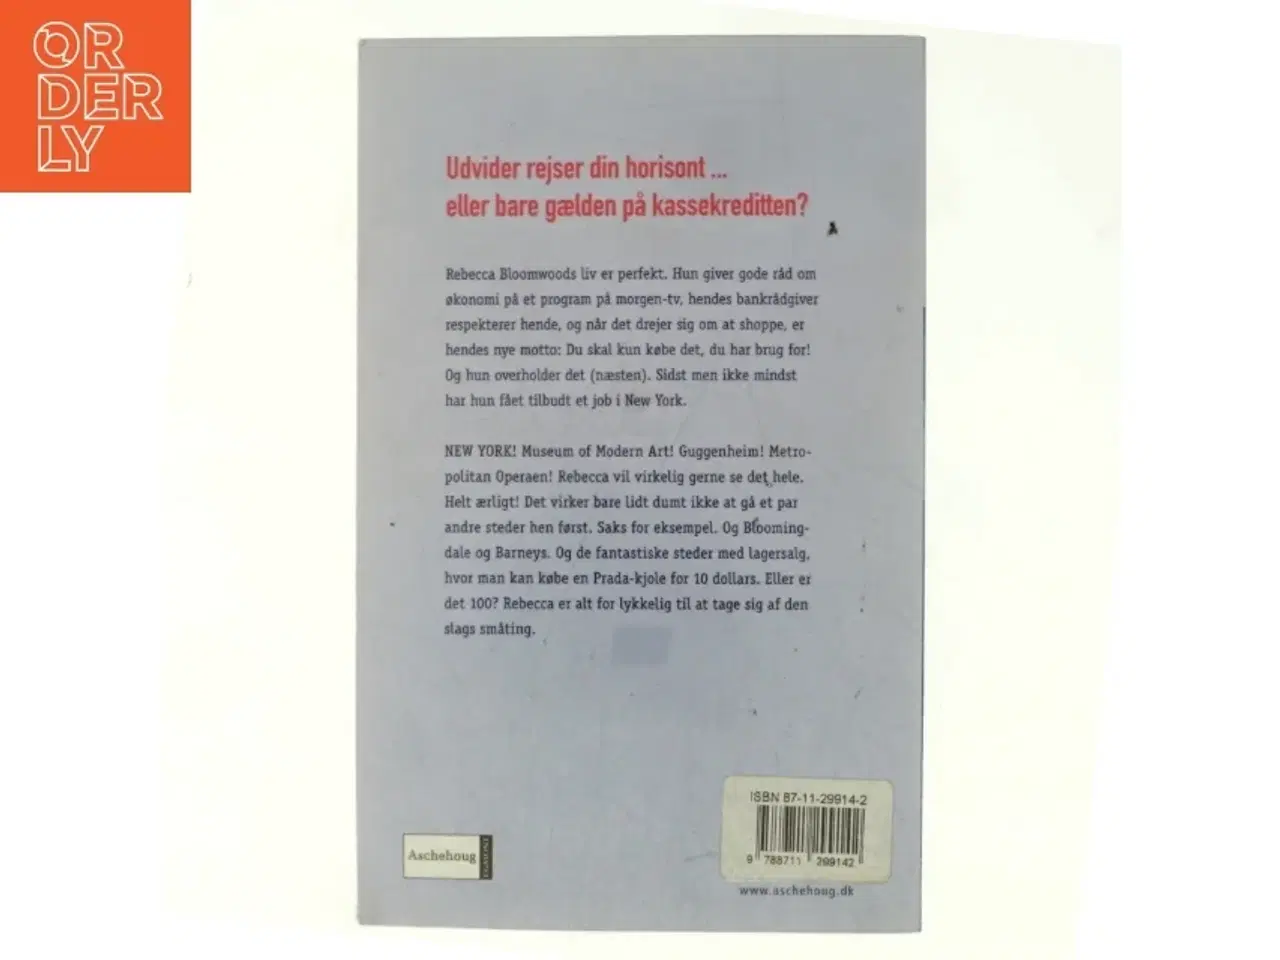 OR
DER
LY
Udvider rejser din horisont ...
eller bare gælden på kassekreditten?
Rebecca Bloomwoods liv er perfekt. Hun giver gode råd om
økonomi på et program på morgen-tv, hendes bankrådgiver
respekterer hende, og når det drejer sig om at shoppe, er
hendes nye motto: Du skal kun købe det, du har brug for!
Og hun overholder det (næsten). Sidst men ikke mindst
har hun fået tilbudt et job i New York.
NEW YORK! Museum of Modern Art! Guggenheim! Metro-
politan Operaen! Rebecca vil virkelig gerne se det hele.
Helt ærligt! Det virker bare lidt dumt ikke at gå et par
andre steder hen først. Saks for eksempel. Og Blooming-
dale og Barneys. Og de fantastiske steder med lagersalg,
hvor man kan købe en Prada-kjole for 10 dollars. Eller er
det 100? Rebecca er alt for lykkelig til at tage sig af den
slags småting.
ISBN 87-11-29914-2
9 788711 299142
Aschehoug
EGMONT
www.aschehoug.dk